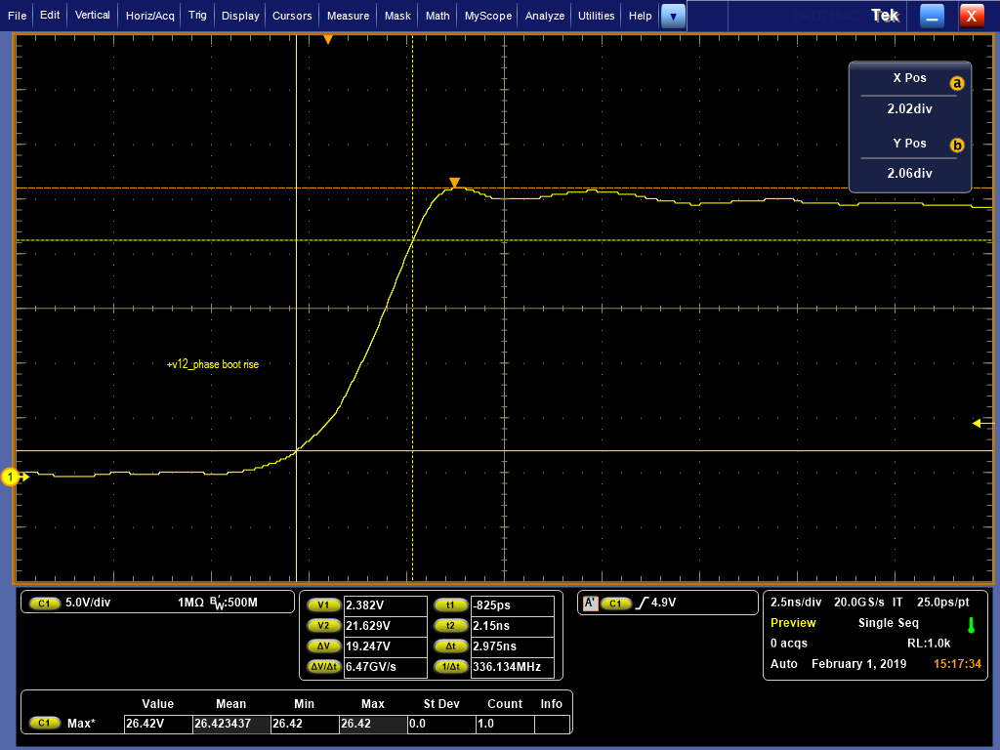 File Edit Vertical Horiz/Acq Trig Display Cursors Measure Mask Math MyScope Analyze Utilities Help Tek X
X Pos a
2.02div
Y Pos b
2.06div
+v12_phase boot rise
1
C1 5.0V/div 1MΩ BW:500M
V1 2.382V t1 -825ps
V2 21.629V t2 2.15ns
ΔV 19.247V Δt 2.975ns
ΔV/Δt 6.47GV/s 1/Δt 336.134MHz
A' C1 4.9V
2.5ns/div 20.0GS/s IT 25.0ps/pt
Preview Single Seq
0 acqs RL:1.0k
Auto February 1, 2019 15:17:34
Value Mean Min Max St Dev Count Info
C1 Max* 26.42V 26.423437 26.42 26.42 0.0 1.0